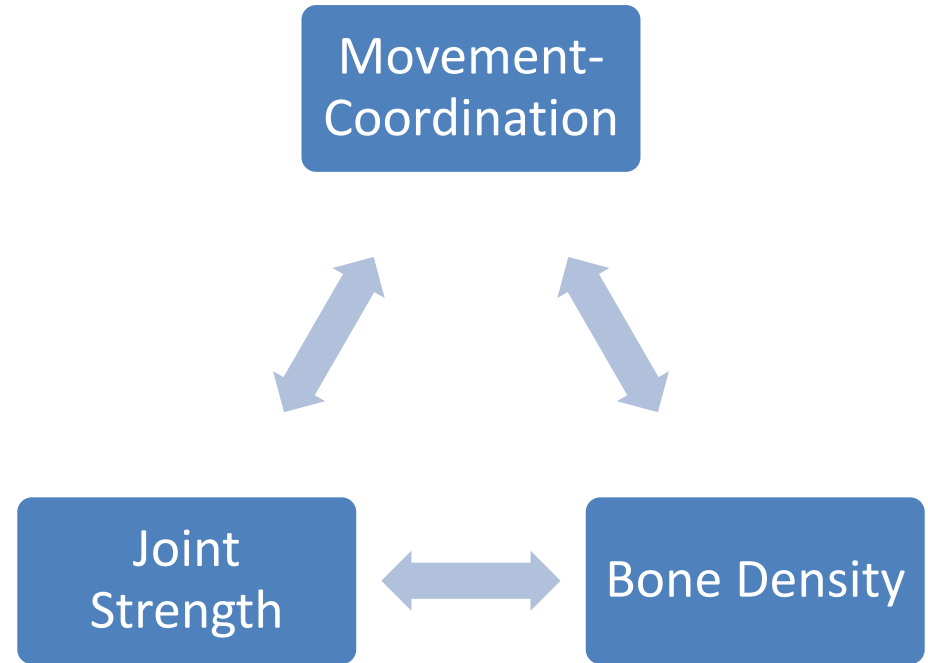 Movement-
Coordination
Joint
Strength
Bone Density